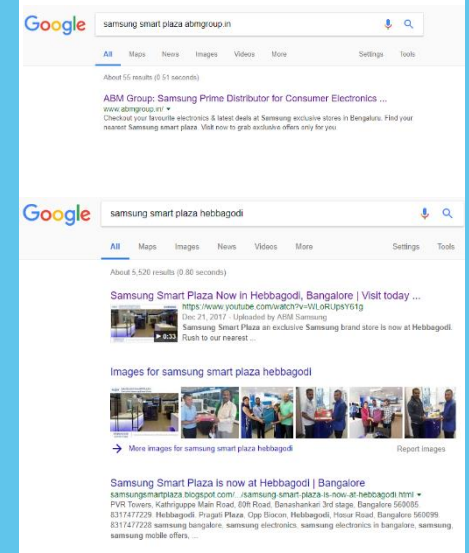 Google
samsung smart plaza abmgroup.in
All Maps News Images Videos More Settings Tools
About 55 results (0.51 seconds)
ABM Group: Samsung Prime Distributor for Consumer Electronics ...
www.abmgroup.in/
Checkout your favourite electronics & latest deals at Samsung exclusive stores in Bengaluru. Find your
nearest Samsung smart plaza. Visit now to grab exclusive offers only for you
Google
samsung smart plaza hebbagodi
All Maps Images News Videos More Settings Tools
About 5,520 results (0.80 seconds)
Samsung Smart Plaza Now in Hebbagodi, Bangalore | Visit today ...
https://www.youtube.com/watch?v=WLoRUpsY61g
Dec 21, 2017 - Uploaded by ABM Samsung
Samsung Smart Plaza an exclusive Samsung brand store is now at Hebbagodi.
Rush to our nearest ...
0:33
Images for samsung smart plaza hebbagodi
More images for samsung smart plaza hebbagodi Report images
Samsung Smart Plaza is now at Hebbagodi | Bangalore
samsungsmartplaza.blogspot.com/.../samsung-smart-plaza-is-now-at-hebbagodi.html
PVR Towers, Kathriguppe Main Road, 80ft Road, Banashankari 3rd stage, Bangalore 560085.
8317477229. Hebbagodi. Pragati Plaza, Opp Biocon, Hebbagodi, Hosur Road, Bangalore 560099.
8317477228 samsung bangalore, samsung electronics, samsung electronics in bangalore, samsung,
samsung mobile offers, ...